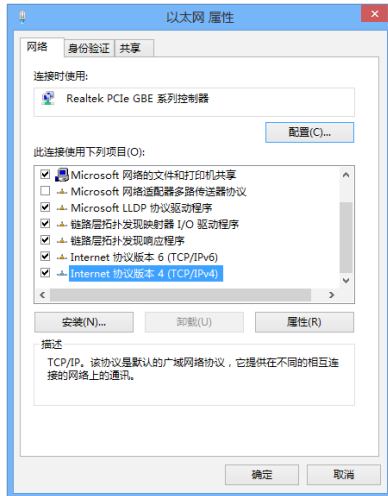 以太网 属性
网络 身份验证 共享
连接时使用:
Realtek PCIe GBE 系列控制器
配置(C)...
此连接使用下列项目(O):
Microsoft 网络的文件和打印机共享
Microsoft 网络适配器多路传送器协议
Microsoft LLDP 协议驱动程序
链路层拓扑发现映射器 I/O 驱动程序
链路层拓扑发现响应程序
Internet 协议版本 6 (TCP/IPv6)
Internet 协议版本 4 (TCP/IPv4)
安装(N)... 卸载(U) 属性(R)
描述
TCP/IP。该协议是默认的广域网络协议，它提供在不同的相互连
接的网络上的通讯。
确定 取消